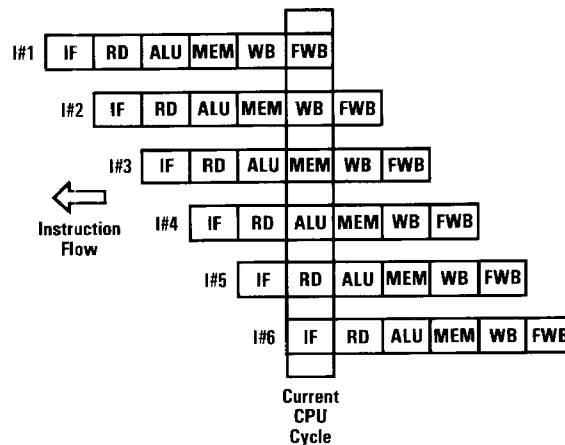 I#1 IF RD ALU MEM WB FWB
I#2 IF RD ALU MEM WB FWB
I#3 IF RD ALU MEM WB FWB
Instruction
Flow
I#4 IF RD ALU MEM WB FWB
I#5 IF RD ALU MEM WB FWB
I#6 IF RD ALU MEM WB FWB
Current
CPU
Cycle